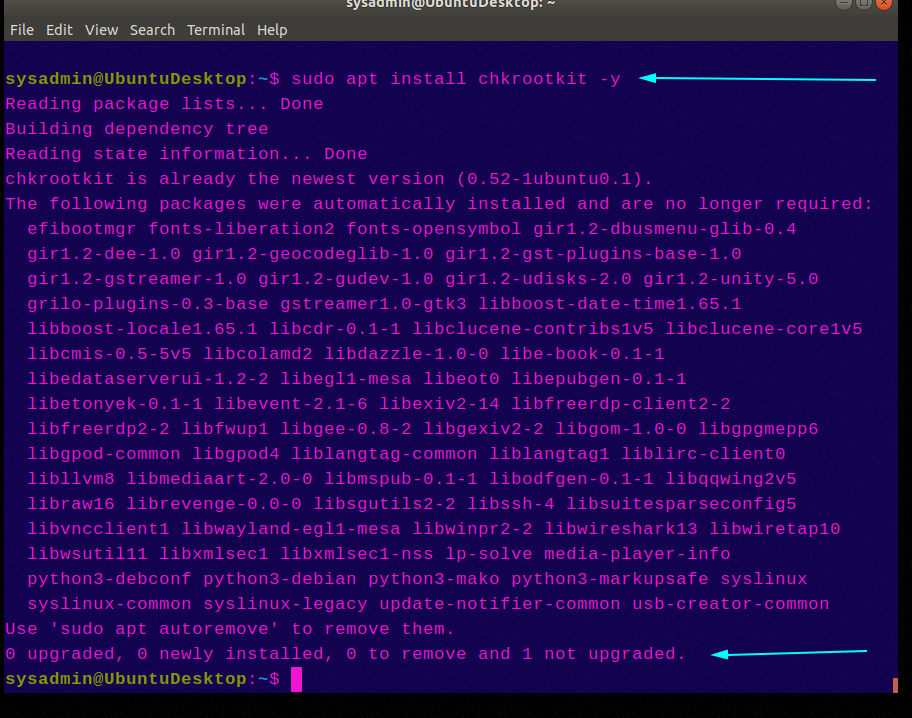 sysadmin@UbuntuDesktop: ~
File Edit View Search Terminal Help
sysadmin@UbuntuDesktop:~$ sudo apt install chkrootkit -y
Reading package lists... Done
Building dependency tree
Reading state information... Done
chkrootkit is already the newest version (0.52-1ubuntu0.1).
The following packages were automatically installed and are no longer required:
  efibootmgr fonts-liberation2 fonts-opensymbol gir1.2-dbusmenu-glib-0.4
  gir1.2-dee-1.0 gir1.2-geocodeglib-1.0 gir1.2-gst-plugins-base-1.0
  gir1.2-gstreamer-1.0 gir1.2-gudev-1.0 gir1.2-udisks-2.0 gir1.2-unity-5.0
  grilo-plugins-0.3-base gstreamer1.0-gtk3 libboost-date-time1.65.1
  libboost-locale1.65.1 libcdr-0.1-1 libclucene-contribs1v5 libclucene-core1v5
  libcmis-0.5-5v5 libcolamd2 libdazzle-1.0-0 libe-book-0.1-1
  libedataserverui-1.2-2 libegl1-mesa libeot0 libepubgen-0.1-1
  libetonyek-0.1-1 libevent-2.1-6 libexiv2-14 libfreerdp-client2-2
  libfreerdp2-2 libfwup1 libgee-0.8-2 libgexiv2-2 libgom-1.0-0 libgpgmepp6
  libgpod-common libgpod4 liblangtag-common liblangtag1 liblirc-client0
  libllvm8 libmediaart-2.0-0 libmspub-0.1-1 libodfgen-0.1-1 libqqwing2v5
  libraw16 librevenge-0.0-0 libsgutils2-2 libssh-4 libsuitesparseconfig5
  libvncclient1 libwayland-egl1-mesa libwinpr2-2 libwireshark13 libwiretap10
  libwsutil11 libxmlsec1 libxmlsec1-nss lp-solve media-player-info
  python3-debconf python3-debian python3-mako python3-markupsafe syslinux
  syslinux-common syslinux-legacy update-notifier-common usb-creator-common
Use 'sudo apt autoremove' to remove them.
0 upgraded, 0 newly installed, 0 to remove and 1 not upgraded.
sysadmin@UbuntuDesktop:~$